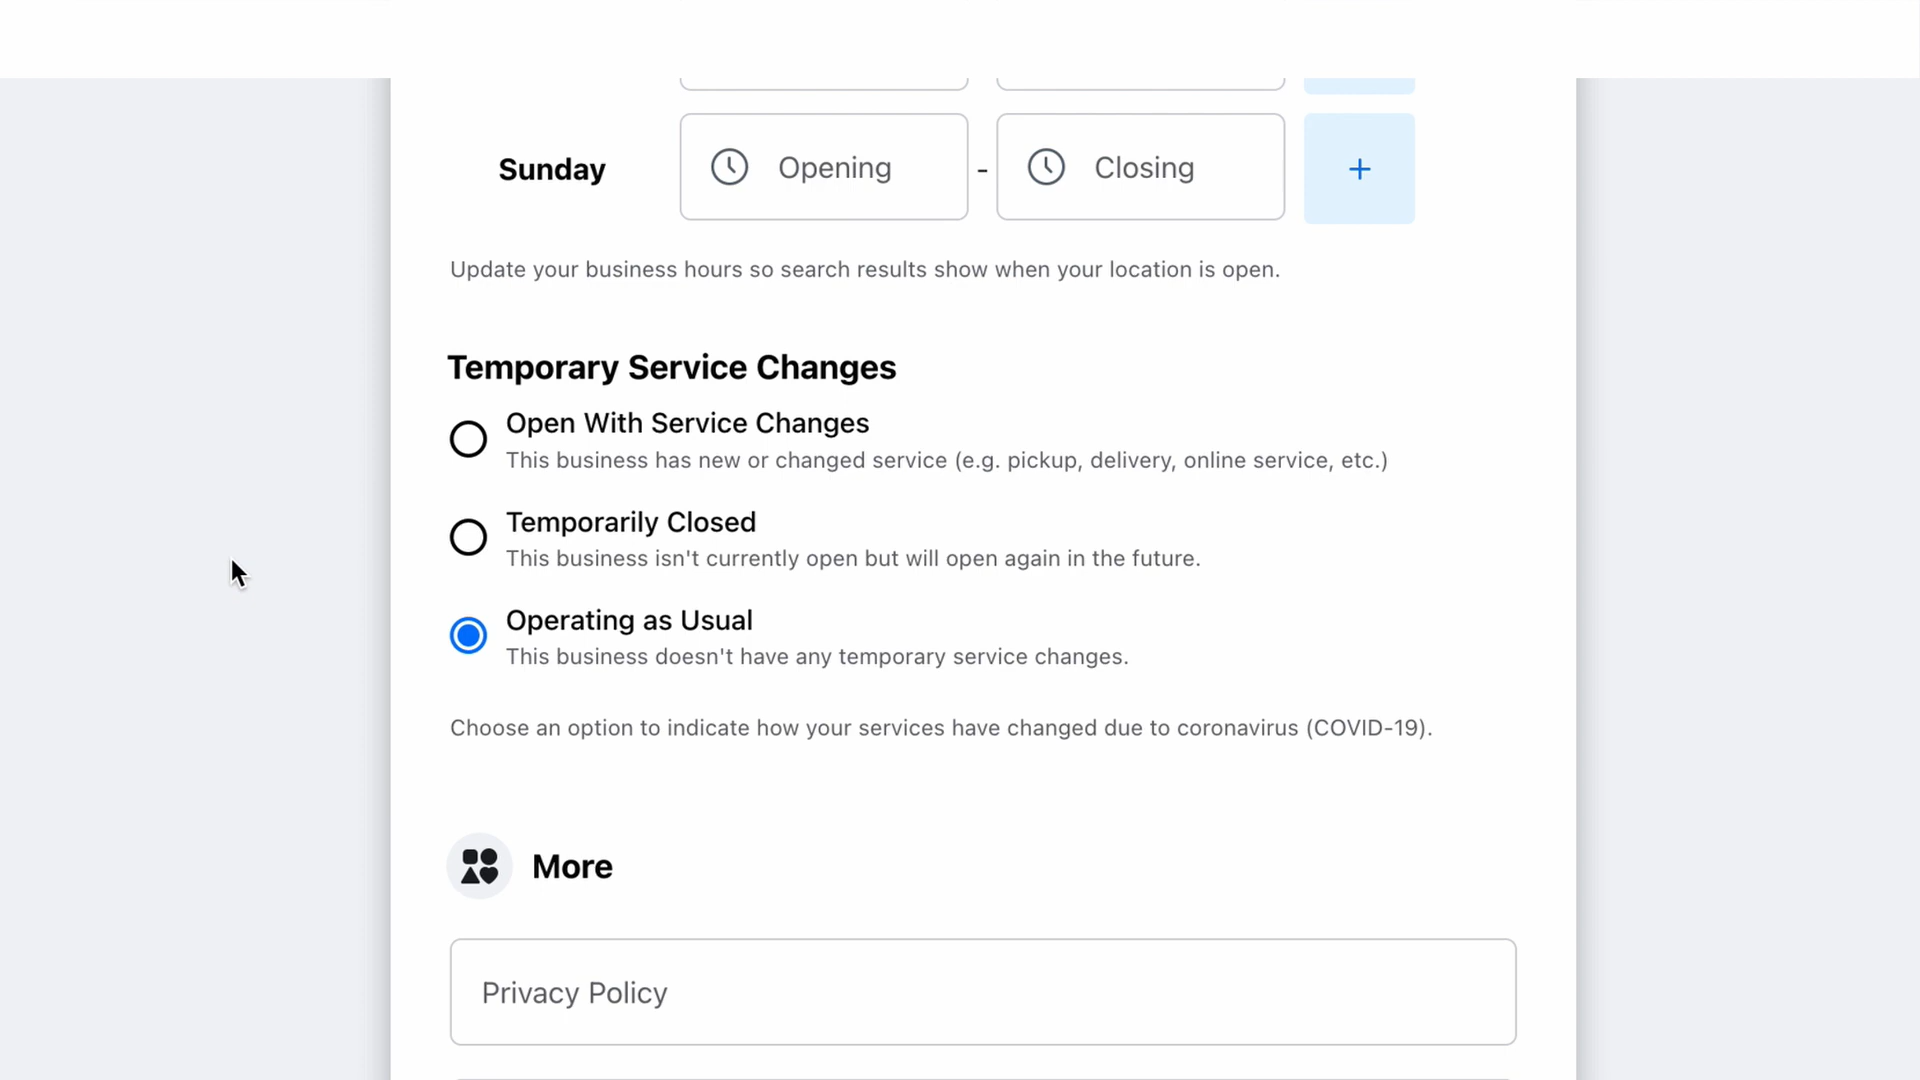 Sunday Opening - Closing +
Update your business hours so search results show when your location is open.
Temporary Service Changes
Open With Service Changes
This business has new or changed service (e.g. pickup, delivery, online service, etc.)
Temporarily Closed
This business isn't currently open but will open again in the future.
Operating as Usual
This business doesn't have any temporary service changes.
Choose an option to indicate how your services have changed due to coronavirus (COVID-19).
More
Privacy Policy